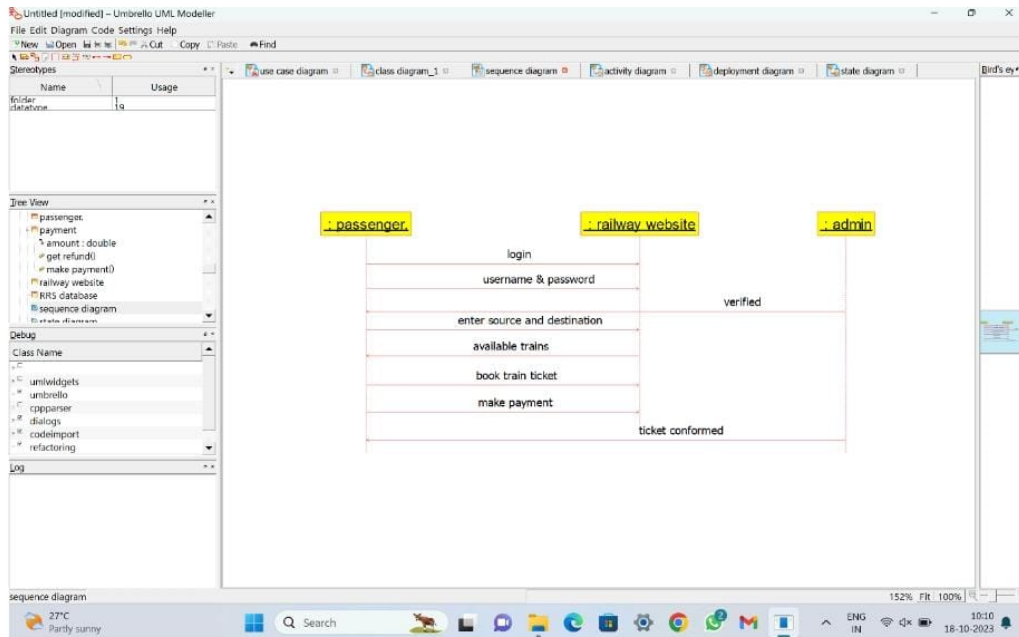 Untitled [modified] – Umbrello UML Modeller
File Edit Diagram Code Settings Help
New Open Cut Copy Paste Find
Stereotypes
Name Usage
folder 1
datatype 19
use case diagram class diagram_1 sequence diagram activity diagram deployment diagram state diagram
Bird's ey
Tree View
passenger.
payment
amount : double
get refund()
make payment()
railway website
RRS database
sequence diagram
state diagram
Debug
Class Name
umlwidgets
umbrello
cppparser
dialogs
codeimport
refactoring
Log
: passenger. : railway website : admin
login
username & password
verified
enter source and destination
available trains
book train ticket
make payment
ticket conformed
sequence diagram
152% Fit 100%
27°C
Partly sunny
Search
2
ENG
IN
10:10
18-10-2023